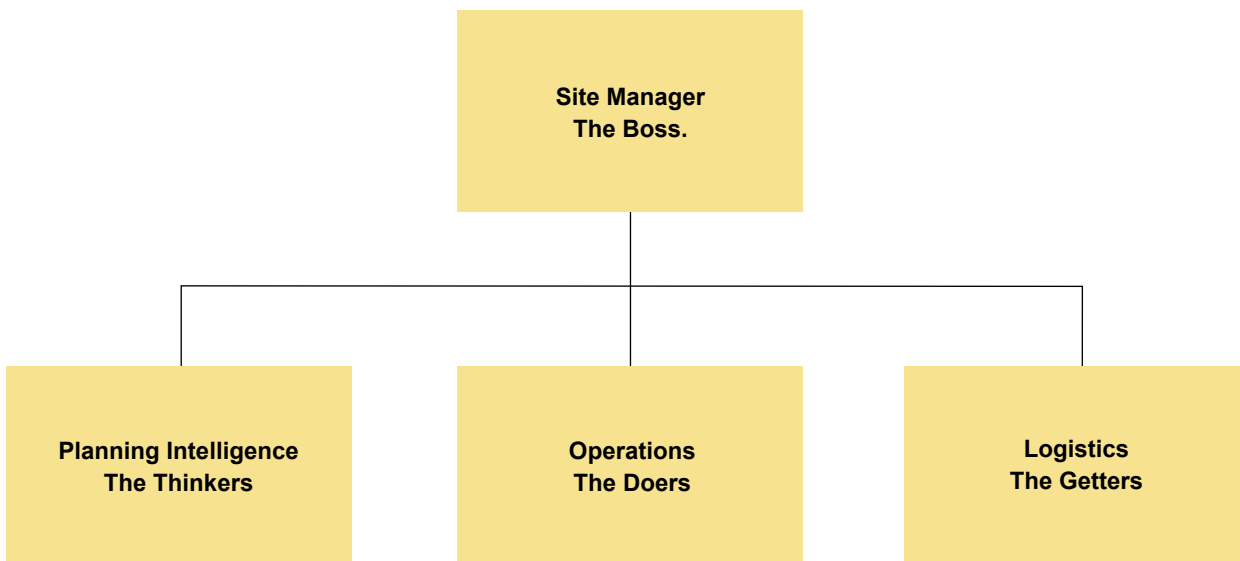 Site Manager
The Boss.
Planning Intelligence
The Thinkers
Operations
The Doers
Logistics
The Getters